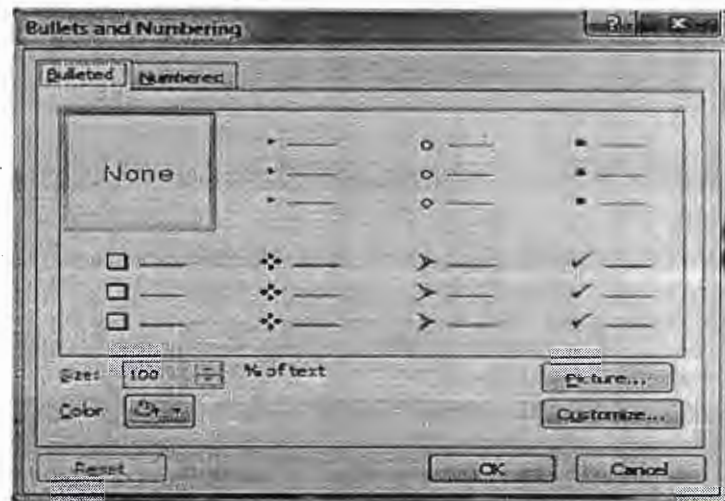 Bullets and Numbering
Bulleted Numbered
None
Size: 100 % of text Picture...
Color Customize...
Reset OK Cancel